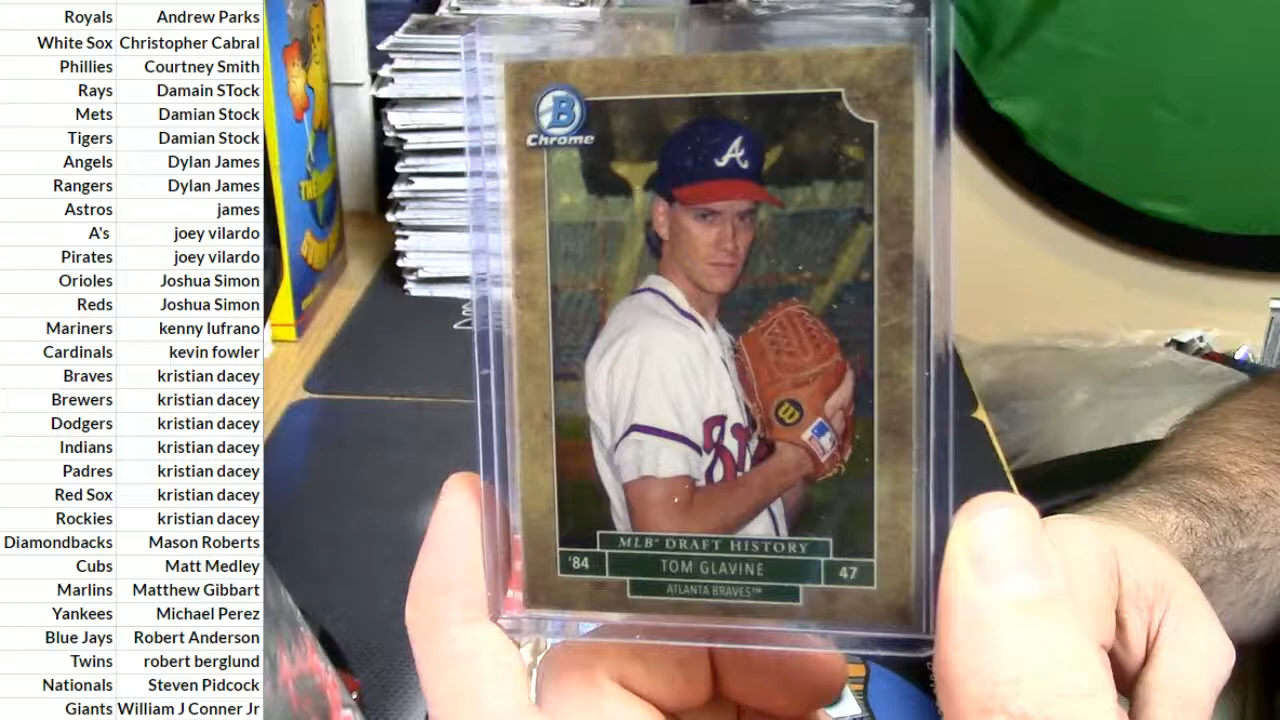 Royals Andrew Parks
White Sox Christopher Cabral
Phillies Courtney Smith
Rays Damain STock
Mets Damian Stock
Tigers Damian Stock
Angels Dylan James
Rangers Dylan James
Astros james
A's joey vilardo
Pirates joey vilardo
Orioles Joshua Simon
Reds Joshua Simon
Mariners kenny lufrano
Cardinals kevin fowler
Braves kristian dacey
Brewers kristian dacey
Dodgers kristian dacey
Indians kristian dacey
Padres kristian dacey
Red Sox kristian dacey
Rockies kristian dacey
Diamondbacks Mason Roberts
Cubs Matt Medley
Marlins Matthew Gibbart
Yankees Michael Perez
Blue Jays Robert Anderson
Twins robert berglund
Nationals Steven Pidcock
Giants William J Conner Jr
THE
B
Chrome
A
W
MLB® DRAFT HISTORY
'84 TOM GLAVINE 47
ATLANTA BRAVES™